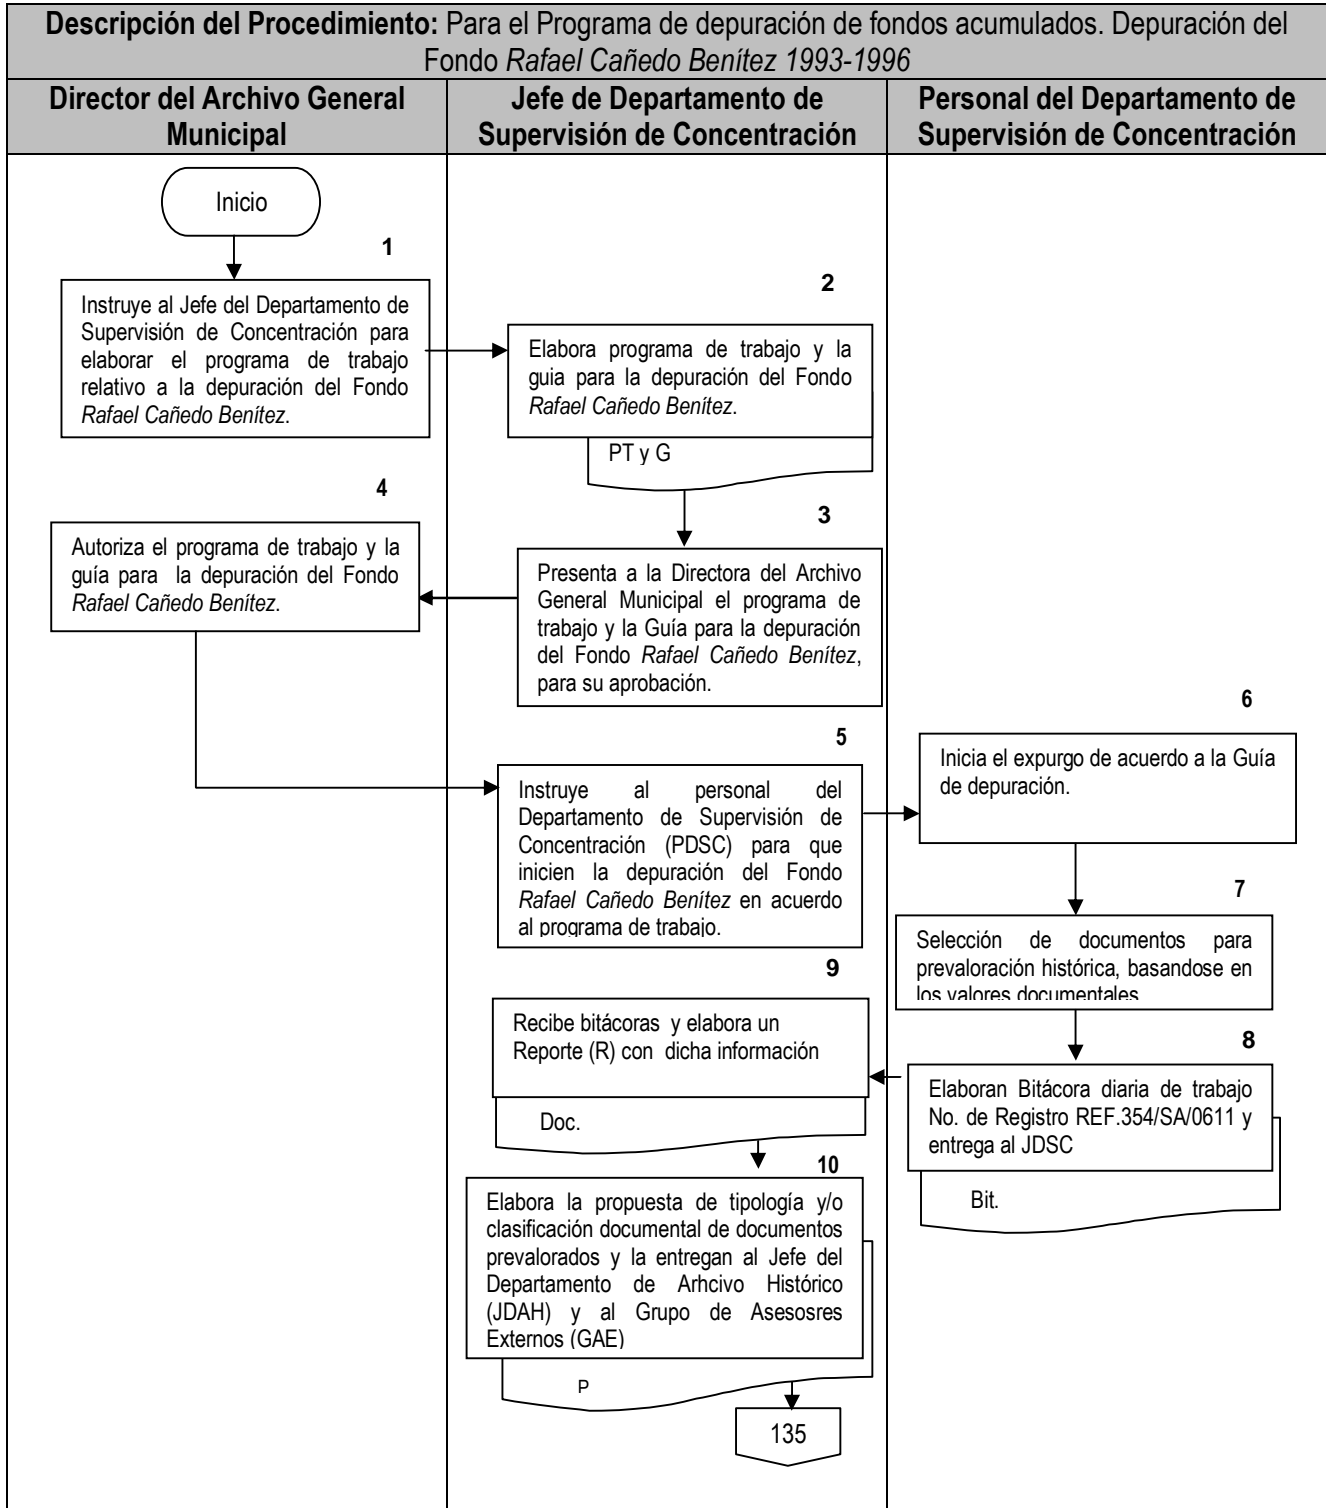 Descripción del Procedimiento: Para el Programa de depuración de fondos acumulados. Depuración del
Fondo Rafael Cañedo Benítez 1993-1996
Director del Archivo General
Municipal
Jefe de Departamento de
Supervisión de Concentración
Personal del Departamento de
Supervisión de Concentración
Inicio
1
Instruye al Jefe del Departamento de
Supervisión de Concentración para
elaborar el programa de trabajo
relativo a la depuración del Fondo
Rafael Cañedo Benítez.
2
Elabora programa de trabajo y la
guia para la depuración del Fondo
Rafael Cañedo Benítez.
PT y G
3
Presenta a la Directora del Archivo
General Municipal el programa de
trabajo y la Guía para la depuración
del Fondo Rafael Cañedo Benítez,
para su aprobación.
4
Autoriza el programa de trabajo y la
guía para la depuración del Fondo
Rafael Cañedo Benítez.
5
Instruye al personal del
Departamento de Supervisión de
Concentración (PDSC) para que
inicien la depuración del Fondo
Rafael Cañedo Benítez en acuerdo
al programa de trabajo.
6
Inicia el expurgo de acuerdo a la Guía
de depuración.
7
Selección de documentos para
prevaloración histórica, basandose en
los valores documentales
8
Elaboran Bitácora diaria de trabajo
No. de Registro REF.354/SA/0611 y
entrega al JDSC
Bit.
9
Recibe bitácoras y elabora un
Reporte (R) con dicha información
Doc.
10
Elabora la propuesta de tipología y/o
clasificación documental de documentos
prevalorados y la entregan al Jefe del
Departamento de Arhcivo Histórico
(JDAH) y al Grupo de Asesosres
Externos (GAE)
P
135